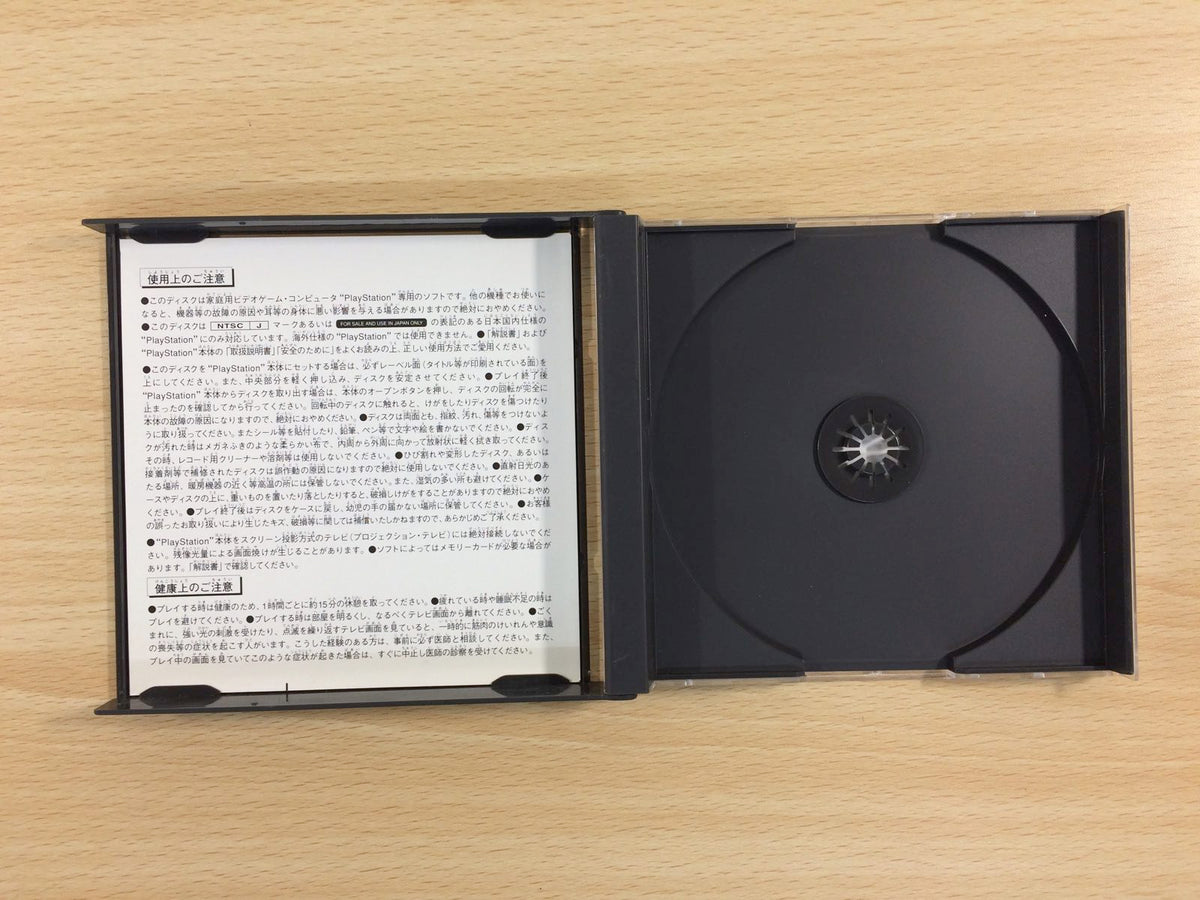 使用上のご注意
●このディスクは家庭用ビデオゲーム・コンピュータ“PlayStation”専用のソフトです。他の機種でお使いに
なると、機器等の故障の原因や耳等の身体に悪い影響を与える場合がありますので絶対におやめください。
●このディスクは NTSC J マークあるいは FOR SALE AND USE IN JAPAN ONLY の表記のある日本国内仕様の
“PlayStation”にのみ対応しています。海外仕様の“PlayStation”では使用できません。●「解説書」および
“PlayStation”本体の「取扱説明書」「安全のために」をよくお読みの上、正しい使用方法でご愛用ください。
●このディスクを“PlayStation”本体にセットする場合は、必ずレーベル面(タイトル等が印刷されている面)を
上にしてください。また、中央部分を軽く押し込み、ディスクを安定させてください。●プレイ終了後
“PlayStation”本体からディスクを取り出す場合は、本体のオープンボタンを押し、ディスクの回転が完全に
止まったのを確認してから行ってください。回転中のディスクに触れると、けがをしたりディスクを傷つけたり
本体の故障の原因になりますので、絶対におやめください。●ディスクは両面とも、指紋、汚れ、傷等をつけないよ
うに取り扱ってください。またシール等を貼付したり、鉛筆、ペン等で文字や絵を書かないでください。●ディス
クが汚れた時はメガネふきのような柔らかい布で、内周から外周に向かって放射状に軽く拭き取ってください。
その時、レコード用クリーナーや溶剤等は使用しないでください。●ひび割れや変形したディスク、あるいは
接着剤等で補修されたディスクは誤作動の原因になりますので絶対に使用しないでください。●直射日光のあ
たる場所、暖房機器の近く等高温の所には保管しないでください。また、湿気の多い所も避けてください。●ケ
ースやディスクの上に、重いものを置いたり落としたりすると、破損しけがをすることがありますので絶対におやめ
ください。●プレイ終了後はディスクをケースに戻し、幼児の手の届かない場所に保管してください。●お客様
の誤ったお取り扱いにより生じたキズ、破損等に関しては補償いたしかねますので、あらかじめご了承ください。
●“PlayStation”本体をスクリーン投影方式のテレビ(プロジェクション・テレビ)には絶対接続しないでくだ
さい。残像光量による画面焼けが生じることがあります。●ソフトによってはメモリーカードが必要な場合が
あります。「解説書」で確認してください。
健康上のご注意
●プレイする時は健康のため、1時間ごとに約15分の休憩を取ってください。●疲れている時や睡眠不足の時は
プレイを避けてください。●プレイする時は部屋を明るくし、なるべくテレビ画面から離れてください。●ごく
まれに、強い光の刺激を受けたり、点滅を繰り返すテレビ画面を見ていると、一時的に筋肉のけいれんや意識
の喪失等の症状を起こす人がいます。こうした経験のある方は、事前に必ず医師と相談してください。また、
プレイ中の画面を見ていてこのような症状が起きた場合は、すぐに中止し医師の診察を受けてください。